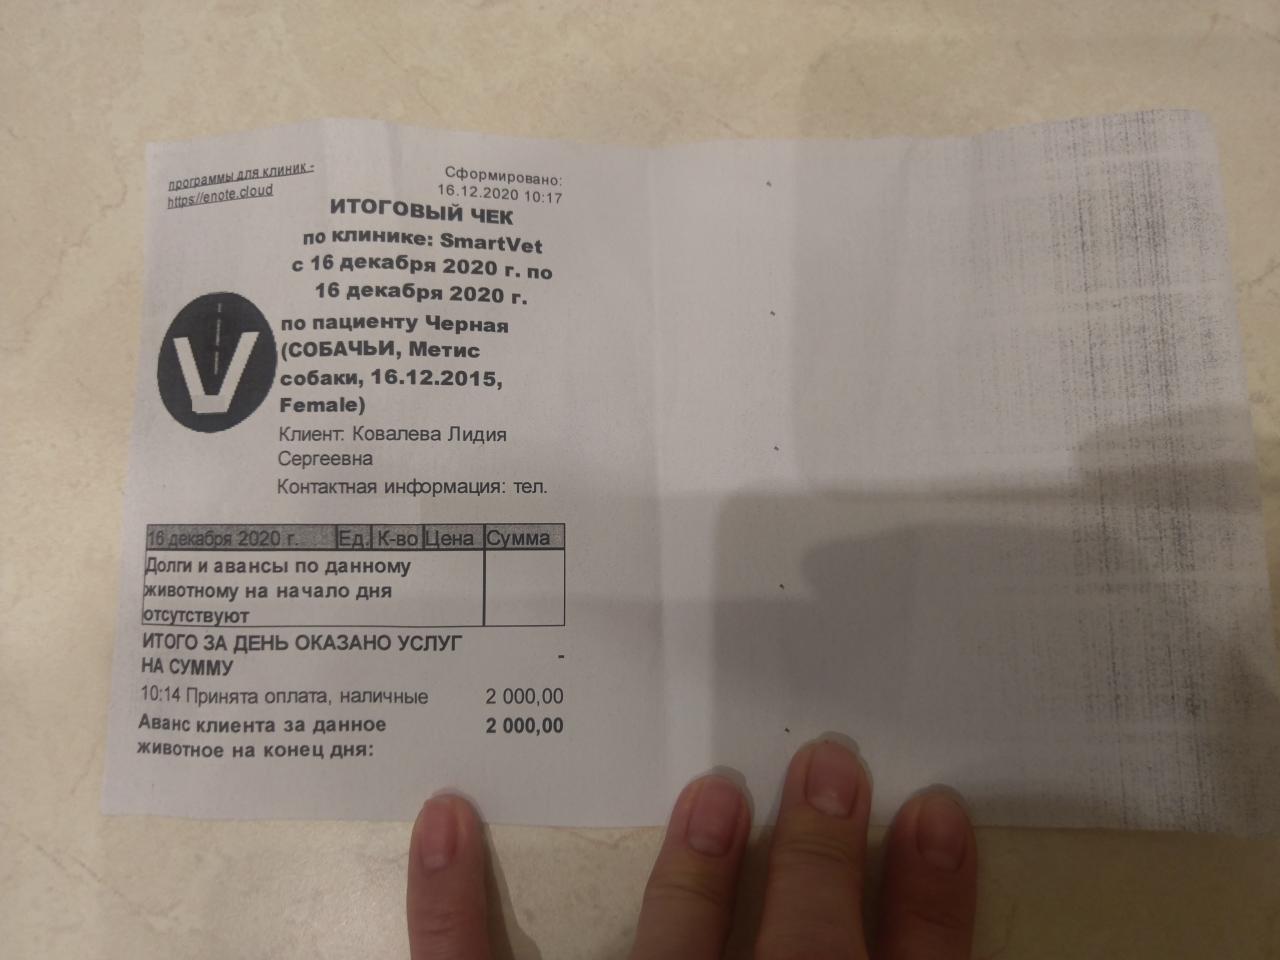 программы для клиник -
https://enote.cloud
Сформировано:
16.12.2020 10:17
ИТОГОВЫЙ ЧЕК
по клинике: SmartVet
с 16 декабря 2020 г. по
16 декабря 2020 г.
V
по пациенту Черная
(СОБАЧЬИ, Метис
собаки, 16.12.2015,
Female)
Клиент: Ковалева Лидия
Сергеевна
Контактная информация: тел.
16 декабря 2020 г. Ед. К-во Цена Сумма
Долги и авансы по данному
животному на начало дня
отсутствуют
ИТОГО ЗА ДЕНЬ ОКАЗАНО УСЛУГ
НА СУММУ -
10:14 Принята оплата, наличные 2 000,00
Аванс клиента за данное 2 000,00
животное на конец дня: